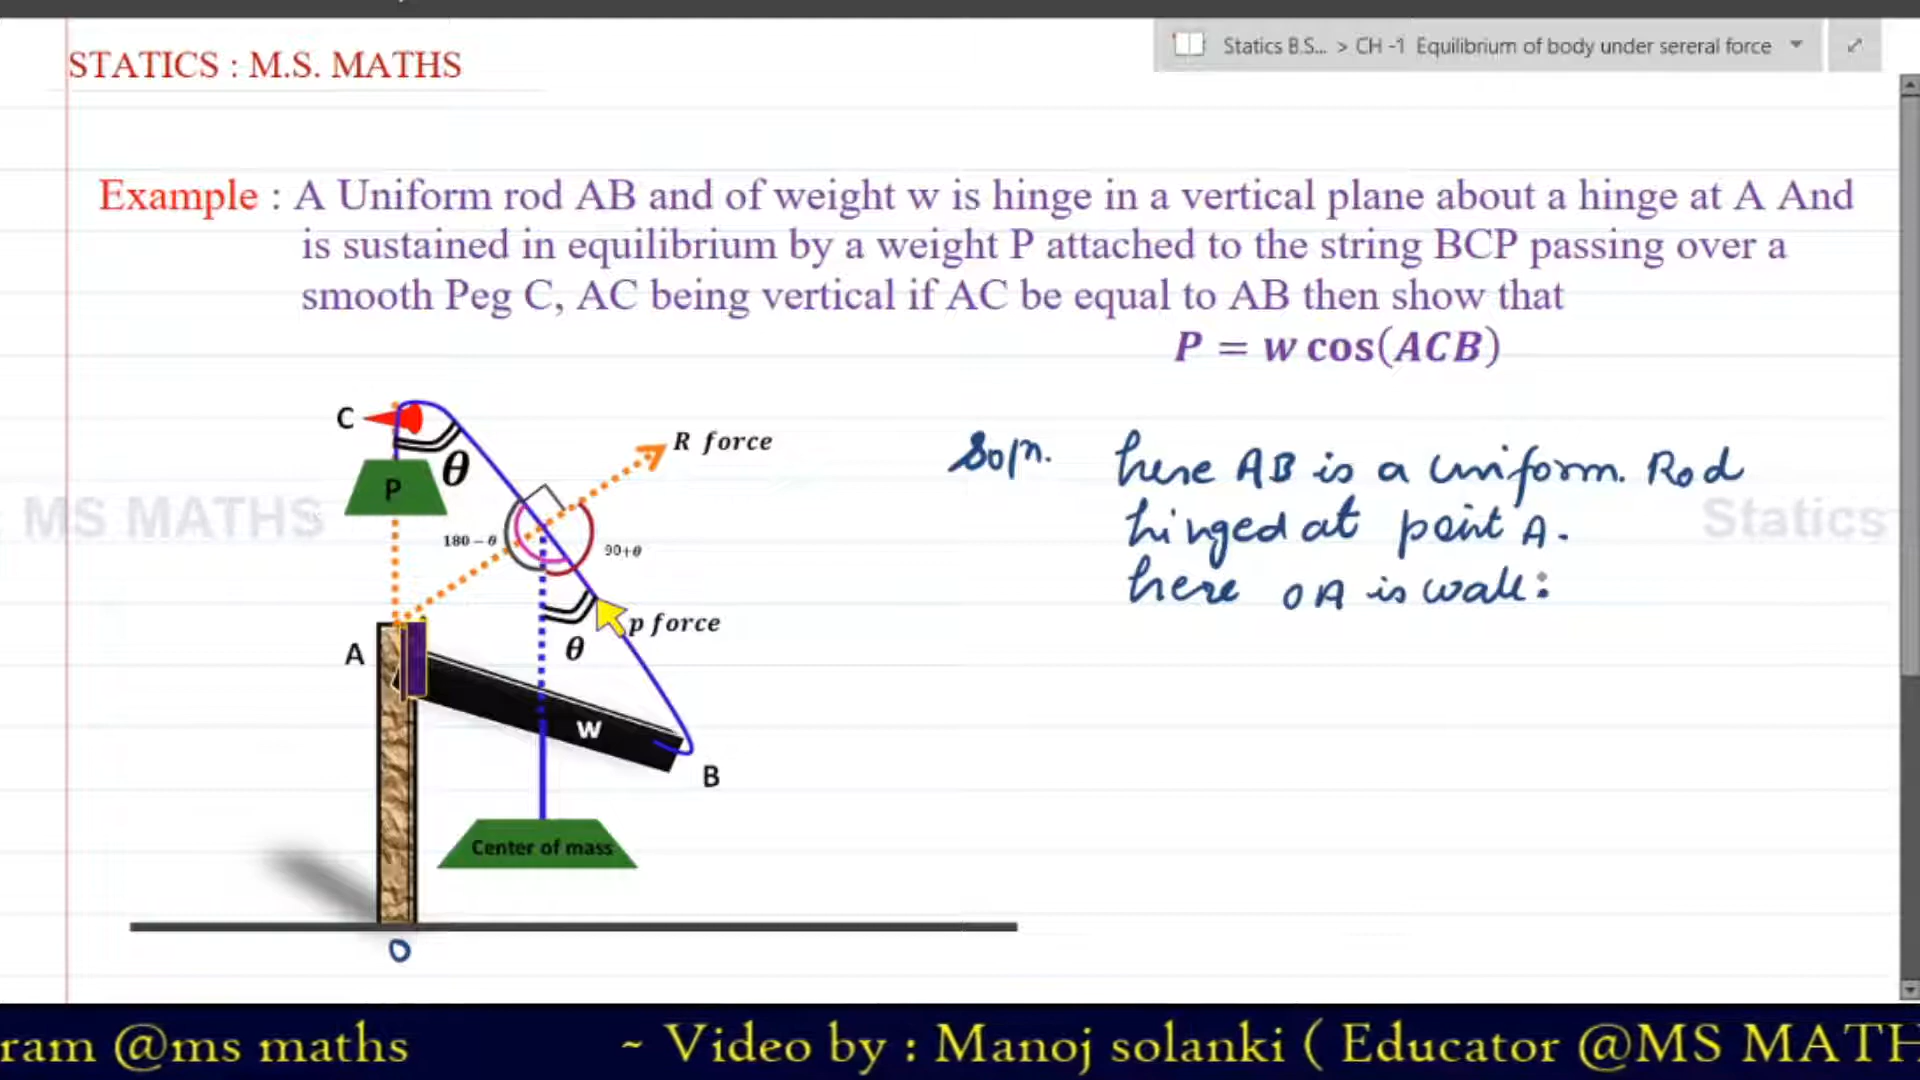 STATICS : M.S. MATHS
Statics B.S... > CH -1 Equilibrium of body under sereral force
Example : A Uniform rod AB and of weight w is hinge in a vertical plane about a hinge at A And
is sustained in equilibrium by a weight P attached to the string BCP passing over a
smooth Peg C, AC being vertical if AC be equal to AB then show that
P = w cos(ACB)
C
R force
θ
P
Soln. here AB is a uniform. Rod
MS MATHS
Statics
hinged at point A.
180 − θ
90+θ
here OA is wall:
p force
θ
A
W
B
Center of mass
O
ram @ms maths ~ Video by : Manoj solanki ( Educator @MS MATH